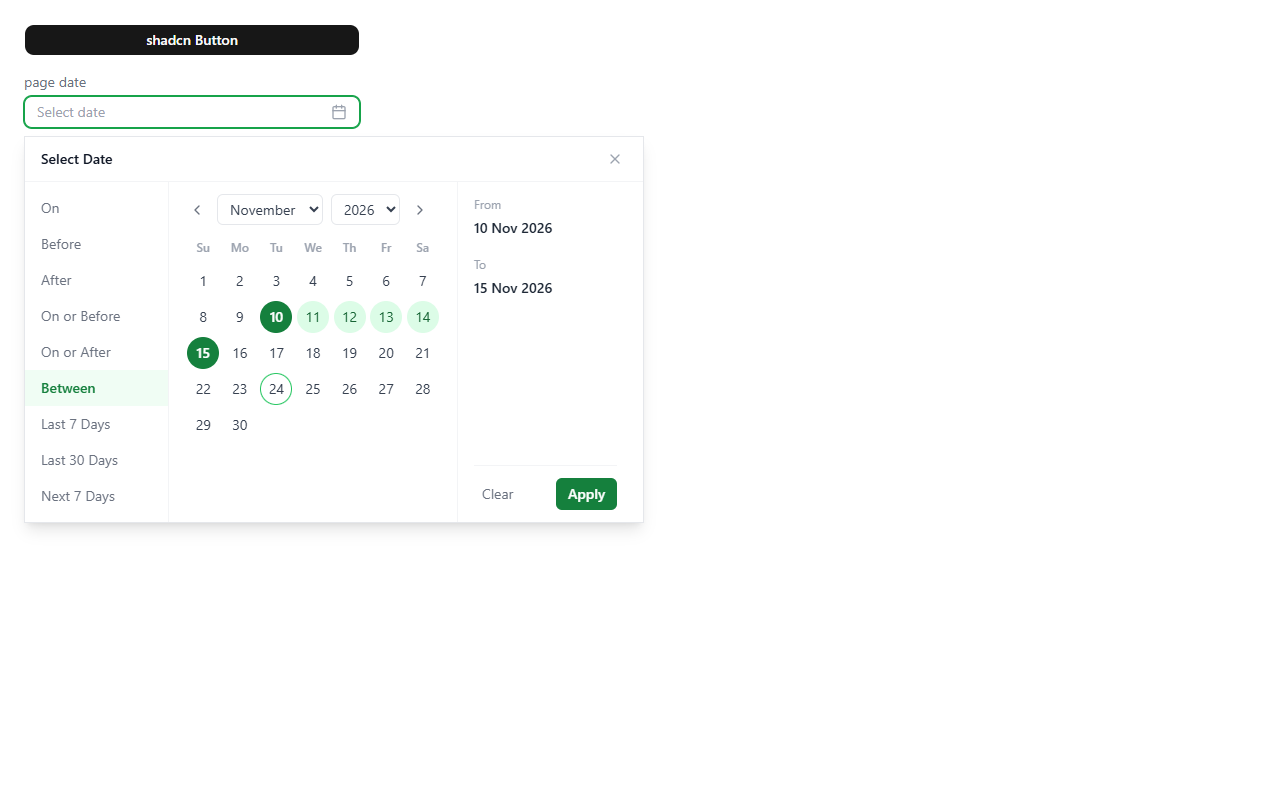 shadcn Button
page date
Select date
Select Date
On
Before
After
On or Before
On or After
Between
Last 7 Days
Last 30 Days
Next 7 Days
November 2026
Su Mo Tu We Th Fr Sa
1 2 3 4 5 6 7
8 9 10 11 12 13 14
15 16 17 18 19 20 21
22 23 24 25 26 27 28
29 30
From
10 Nov 2026
To
15 Nov 2026
Clear Apply